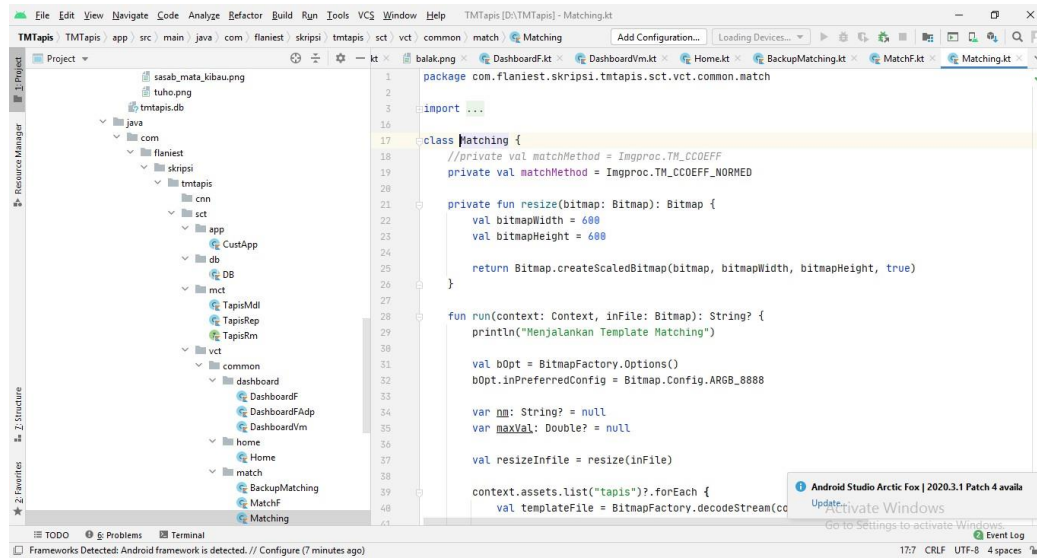 File Edit View Navigate Code Analyze Refactor Build Run Tools VCS Window Help TMTapis [D:\TMTapis] - Matching.kt
TMTapis TMTapis app src main java com flaniest skripsi tmtapis sct vct common match Matching Add Configuration... Loading Devices...
Project
kt balak.png DashboardF.kt DashboardVm.kt Home.kt BackupMatching.kt MatchF.kt Matching.kt
1: Project
Resource Manager
7: Structure
2: Favorites
sasab_mata_kibau.png
tuho.png
tmtapis.db
java
com
flaniest
skripsi
tmtapis
cnn
sct
app
CustApp
db
DB
mct
TapisMdl
TapisRep
TapisRm
vct
common
dashboard
DashboardF
DashboardFAdp
DashboardVm
home
Home
match
BackupMatching
MatchF
Matching
1 package com.flaniest.skripsi.tmtapis.sct.vct.common.match
2
3 import ...
16
17 class Matching {
18 //private val matchMethod = Imgproc.TM_CCOEFF
19 private val matchMethod = Imgproc.TM_CCOEFF_NORMED
20
21 private fun resize(bitmap: Bitmap): Bitmap {
22 val bitmapWidth = 600
23 val bitmapHeight = 600
24
25 return Bitmap.createScaledBitmap(bitmap, bitmapWidth, bitmapHeight, true)
26 }
27
28 fun run(context: Context, inFile: Bitmap): String? {
29 println("Menjalankan Template Matching")
30
31 val bOpt = BitmapFactory.Options()
32 bOpt.inPreferredConfig = Bitmap.Config.ARGB_8888
33
34 var nm: String? = null
35 var maxVal: Double? = null
36
37 val resizeInfile = resize(inFile)
38
39 context.assets.list("tapis")?.forEach {
40 val templateFile = BitmapFactory.decodeStream(co
41
Android Studio Arctic Fox | 2020.3.1 Patch 4 availa
Update...
Activate Windows
Go to Settings to activate Windows.
TODO 6: Problems Terminal 2 Event Log
Frameworks Detected: Android framework is detected. // Configure (7 minutes ago) 17:7 CRLF UTF-8 4 spaces